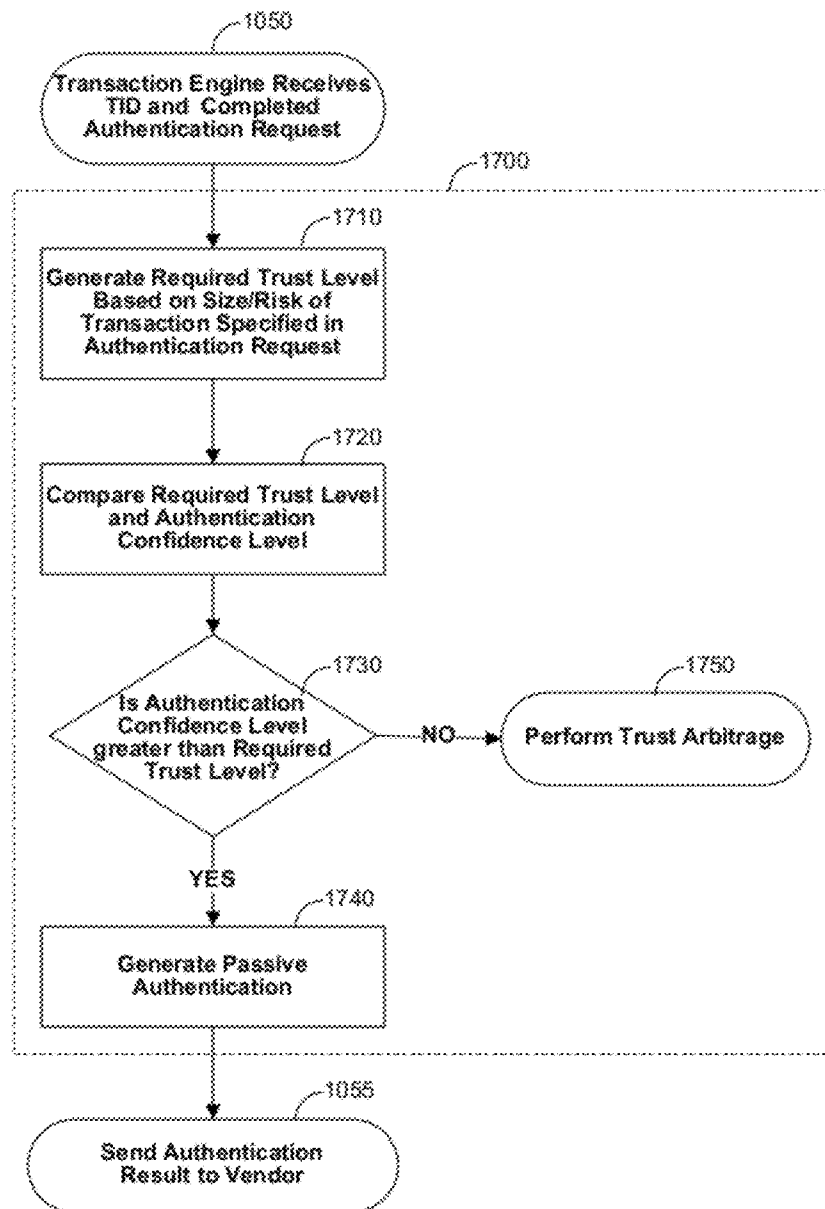 1050
Transaction Engine Receives
TID and Completed
Authentication Request
1700
1710
Generate Required Trust Level
Based on Size/Risk of
Transaction Specified in
Authentication Request
1720
Compare Required Trust Level
and Authentication
Confidence Level
1730
Is Authentication
Confidence Level
greater than Required
Trust Level?
NO
1750
Perform Trust Arbitrage
YES
1740
Generate Passive
Authentication
1055
Send Authentication
Result to Vendor